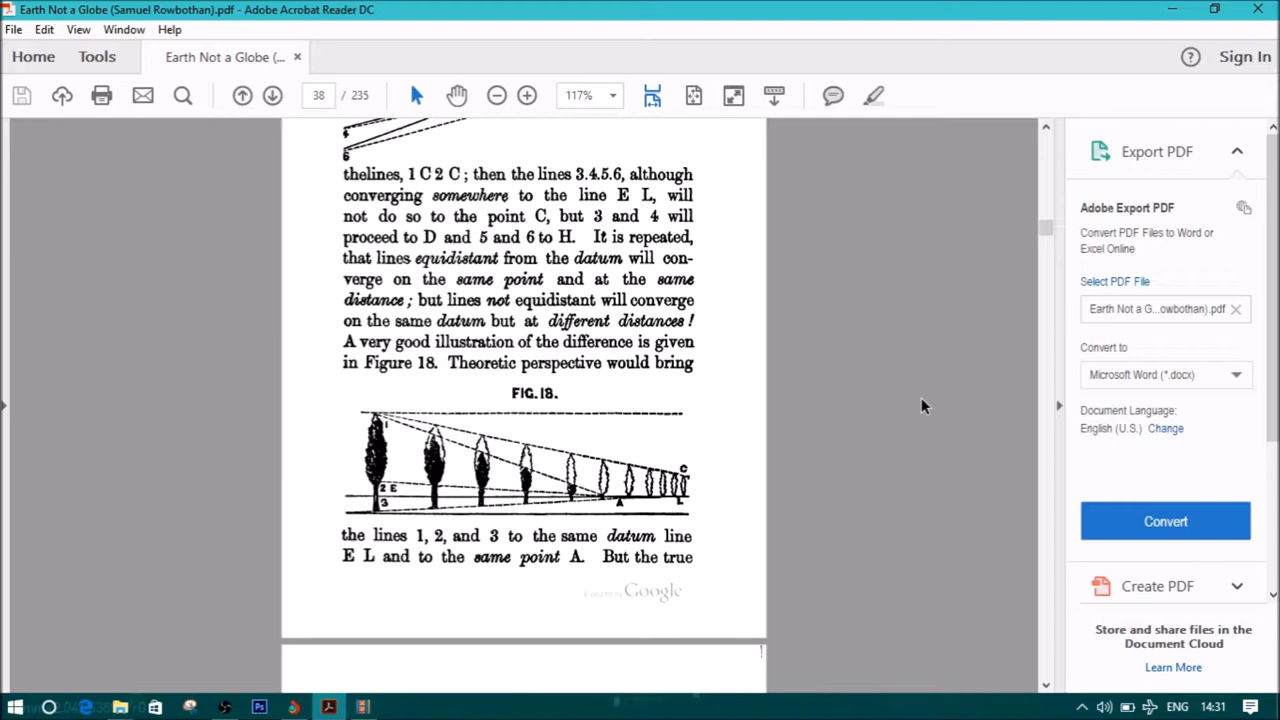 Earth Not a Globe (Samuel Rowbothan).pdf - Adobe Acrobat Reader DC
File Edit View Window Help
Home Tools Earth Not a Globe (... × Sign In
38 / 235 117%
4
6
thelines, 1 C 2 C; then the lines 3.4.5.6, although
converging somewhere to the line E L, will
not do so to the point C, but 3 and 4 will
proceed to D and 5 and 6 to H. It is repeated,
that lines equidistant from the datum will con-
verge on the same point and at the same
distance; but lines not equidistant will converge
on the same datum but at different distances!
A very good illustration of the difference is given
in Figure 18. Theoretic perspective would bring
FIG.18.
1
C
2 E
3
A
L
the lines 1, 2, and 3 to the same datum line
E L and to the same point A. But the true
Google
Export PDF
Adobe Export PDF
Convert PDF Files to Word or
Excel Online
Select PDF File
Earth Not a G...owbothan).pdf ×
Convert to
Microsoft Word (*.docx)
Document Language:
English (U.S.) Change
Convert
Create PDF
Store and share files in the
Document Cloud
Learn More
Ps
ENG 14:31